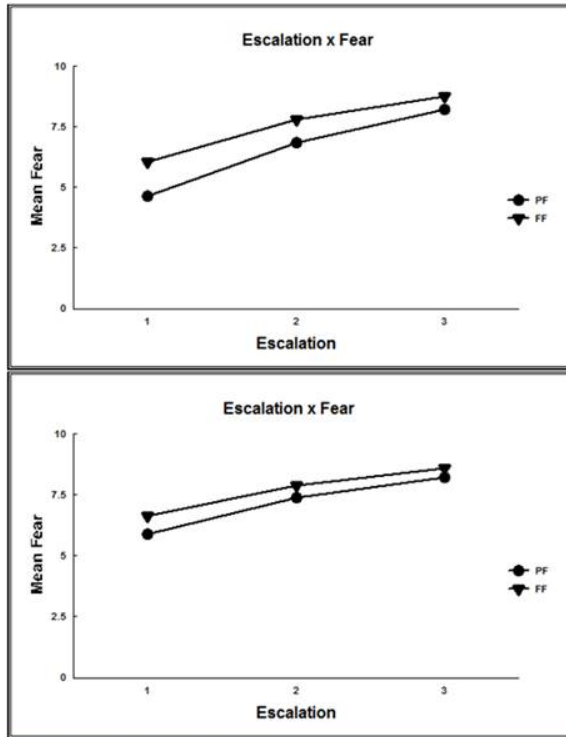 Escalation x Fear
10
7.5
5
2.5
0
Mean Fear
PF
FF
1 2 3
Escalation
Escalation x Fear
10
7.5
5
2.5
0
Mean Fear
PF
FF
1 2 3
Escalation